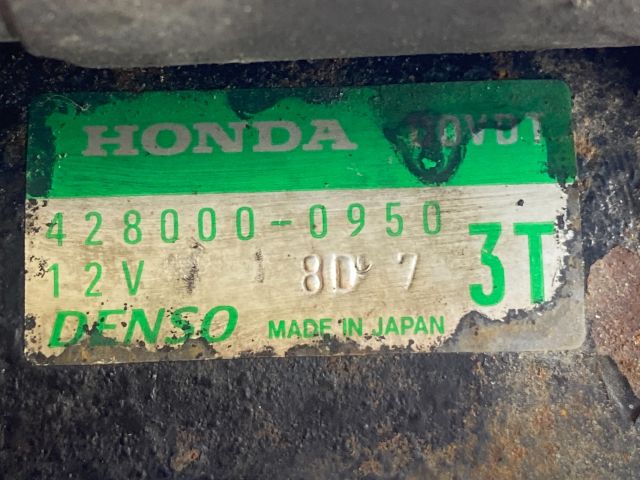 HONDA
428000-0950
12V 8D 7 3T
DENSO MADE IN JAPAN